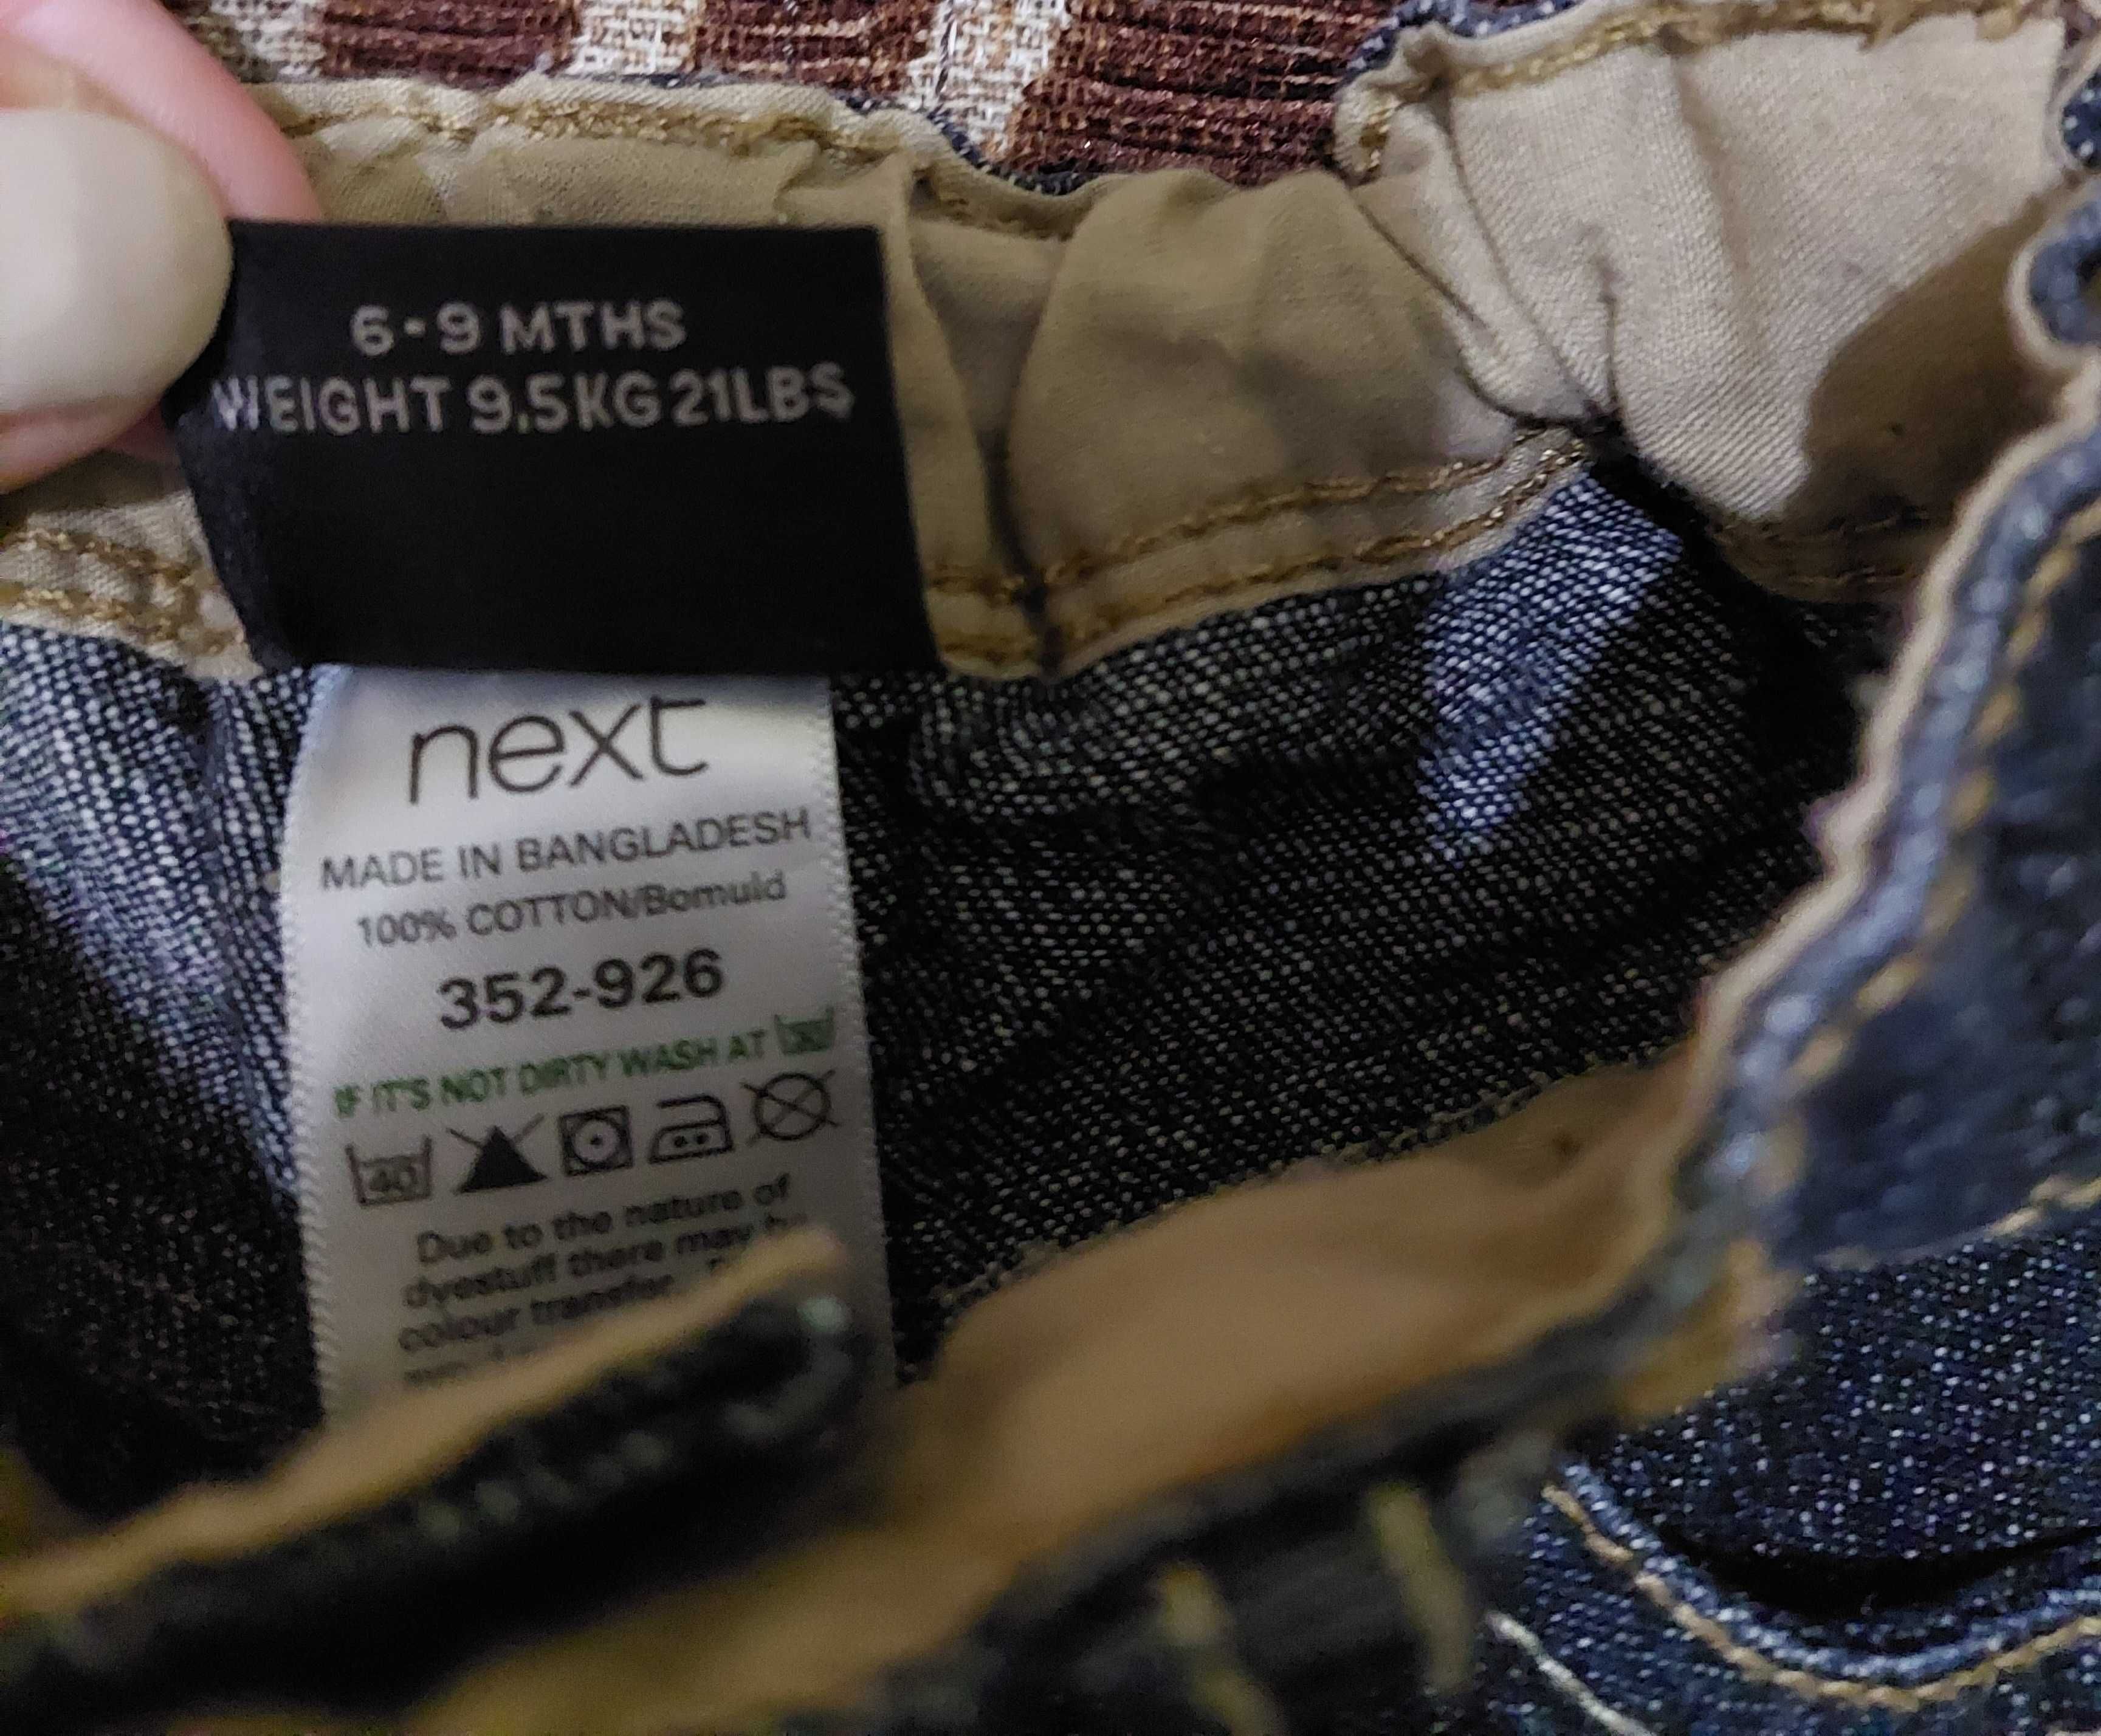 6-9 MTHS
WEIGHT 9.5KG 21LBS
next
MADE IN BANGLADESH
100% COTTON/Bomuld
352-926
IF IT'S NOT DIRTY WASH AT 30
40
Due to the nature of
dyestuff there may be
colour transfer.